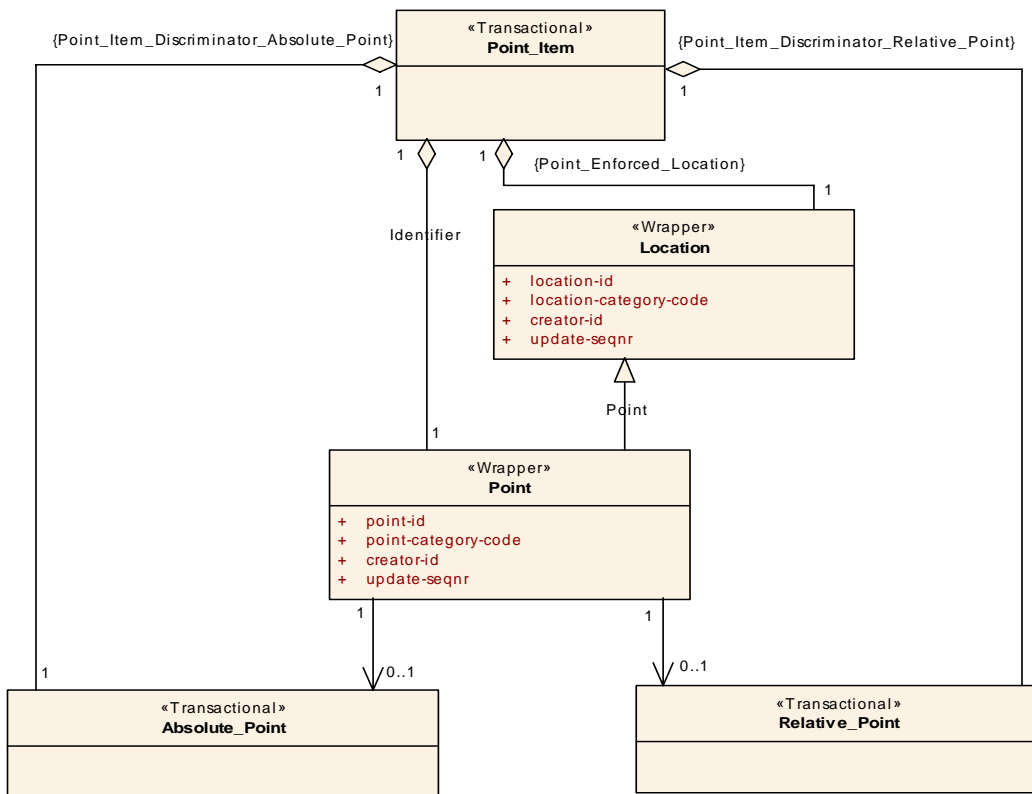 «Transactional»
Point_Item
{Point_Item_Discriminator_Absolute_Point}
{Point_Item_Discriminator_Relative_Point}
1
1
1
1
{Point_Enforced_Location}
1
Identifier
«Wrapper»
Location
+ location-id
+ location-category-code
+ creator-id
+ update-seqnr
Point
1
«Wrapper»
Point
+ point-id
+ point-category-code
+ creator-id
+ update-seqnr
1
1
1
0..1
0..1
«Transactional»
Absolute_Point
«Transactional»
Relative_Point